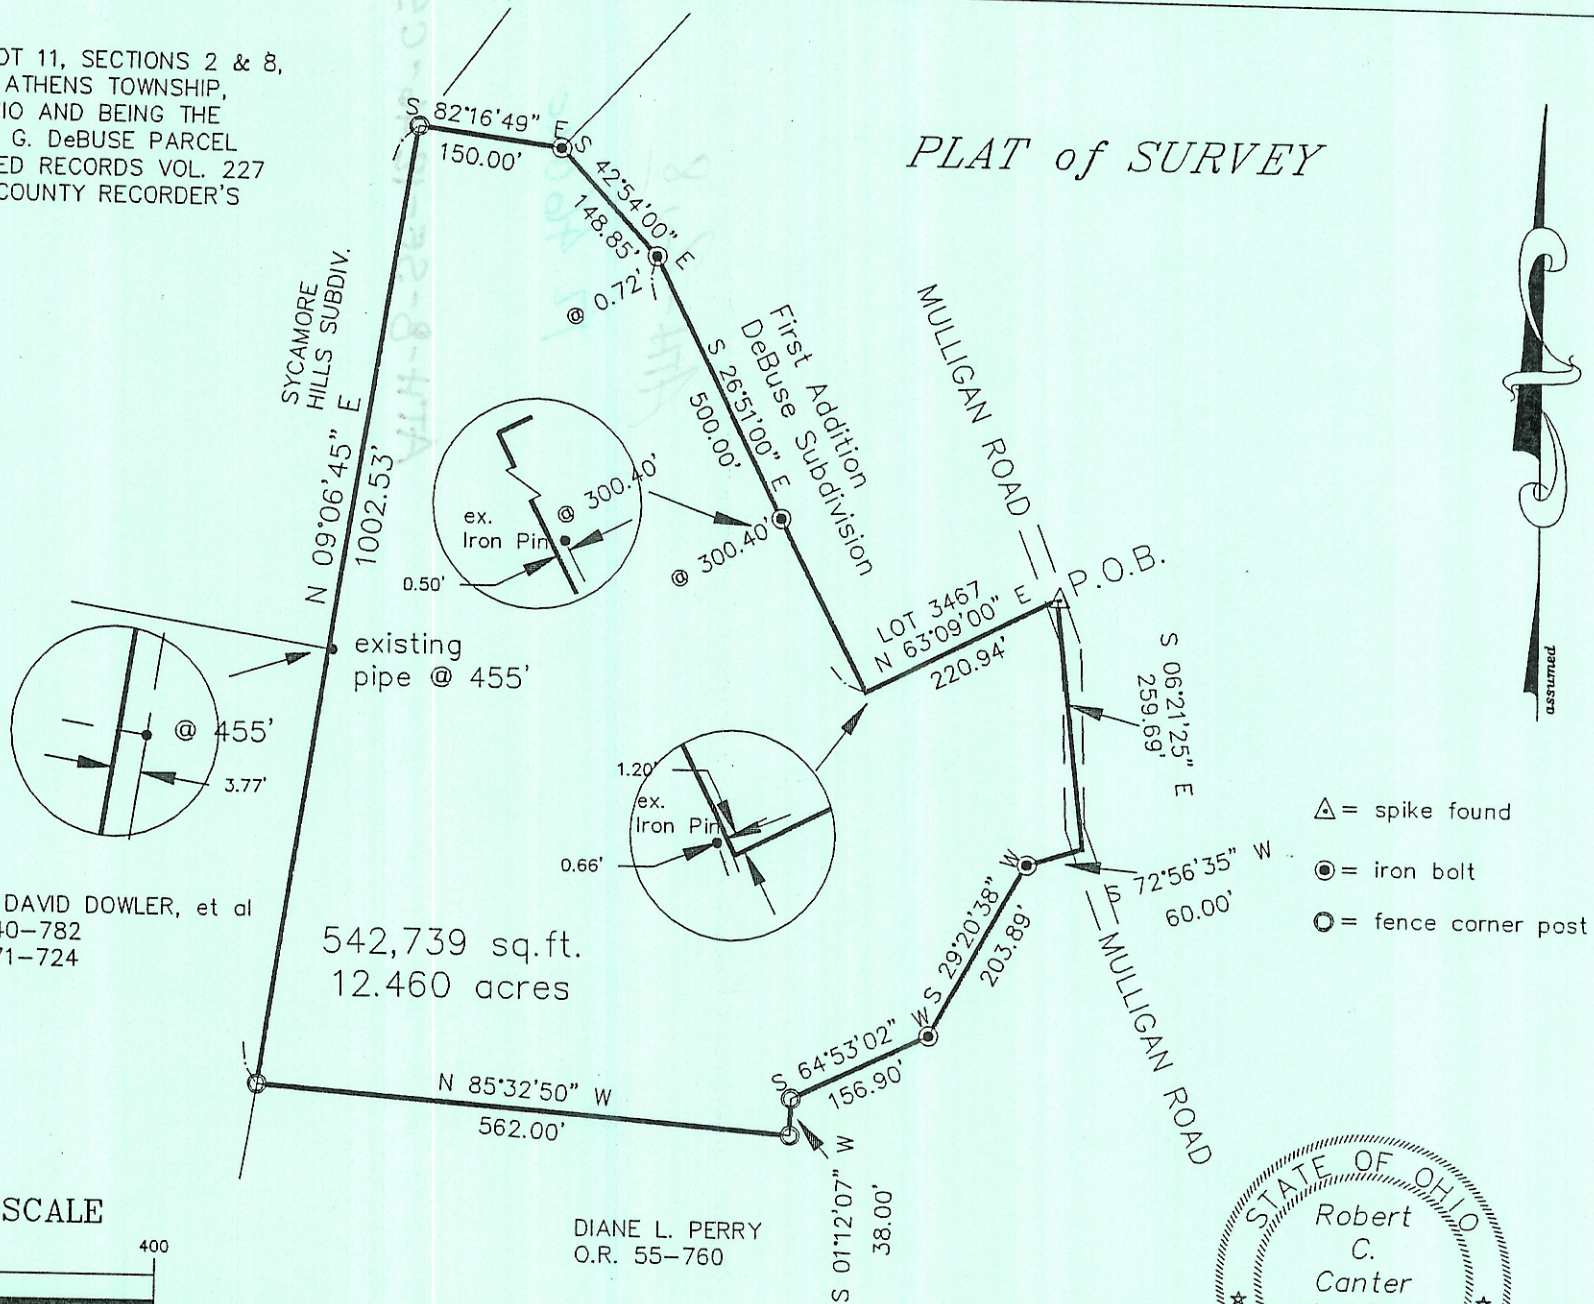 OT 11, SECTIONS 2 & 8,
ATHENS TOWNSHIP,
IO AND BEING THE
G. DeBUSE PARCEL
ED RECORDS VOL. 227
COUNTY RECORDER'S
PLAT of SURVEY
S 82°16'49" E
150.00'
S 42°54'00" E
148.85'
@ 0.72'
SYCAMORE
HILLS SUBDIV.
N 09°06'45" E
1002.53'
First Addition
DeBuse Subdivision
S 26°51'00" E
500.00'
MULLIGAN ROAD
@ 300.40'
ex.
Iron Pin
0.50'
@ 300.40'
P.O.B.
LOT 3467
N 63°09'00" E
220.94'
existing
pipe @ 455'
@ 455'
3.77'
S 06°21'25" E
259.69'
assumed
1.20'
ex.
Iron Pin
0.66'
= spike found
= iron bolt
= fence corner post
S 72°56'35" W
60.00'
DAVID DOWLER, et al
40-782
71-724
542,739 sq.ft.
12.460 acres
S 29°20'38" W
203.89'
MULLIGAN ROAD
S 64°53'02" W
156.90'
N 85°32'50" W
562.00'
S 01°12'07" W
38.00'
SCALE
400
DIANE L. PERRY
O.R. 55-760
STATE OF OHIO
Robert
C.
Canter